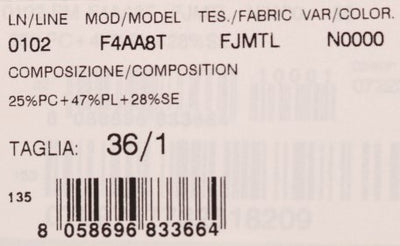 LN/LINE MOD/MODEL TES./FABRIC VAR/COLOR.
0102 F4AA8T FJMTL N0000
COMPOSIZIONE/COMPOSITION
25%PC+47%PL+28%SE
TAGLIA: 36/1
135
8 058696 833664